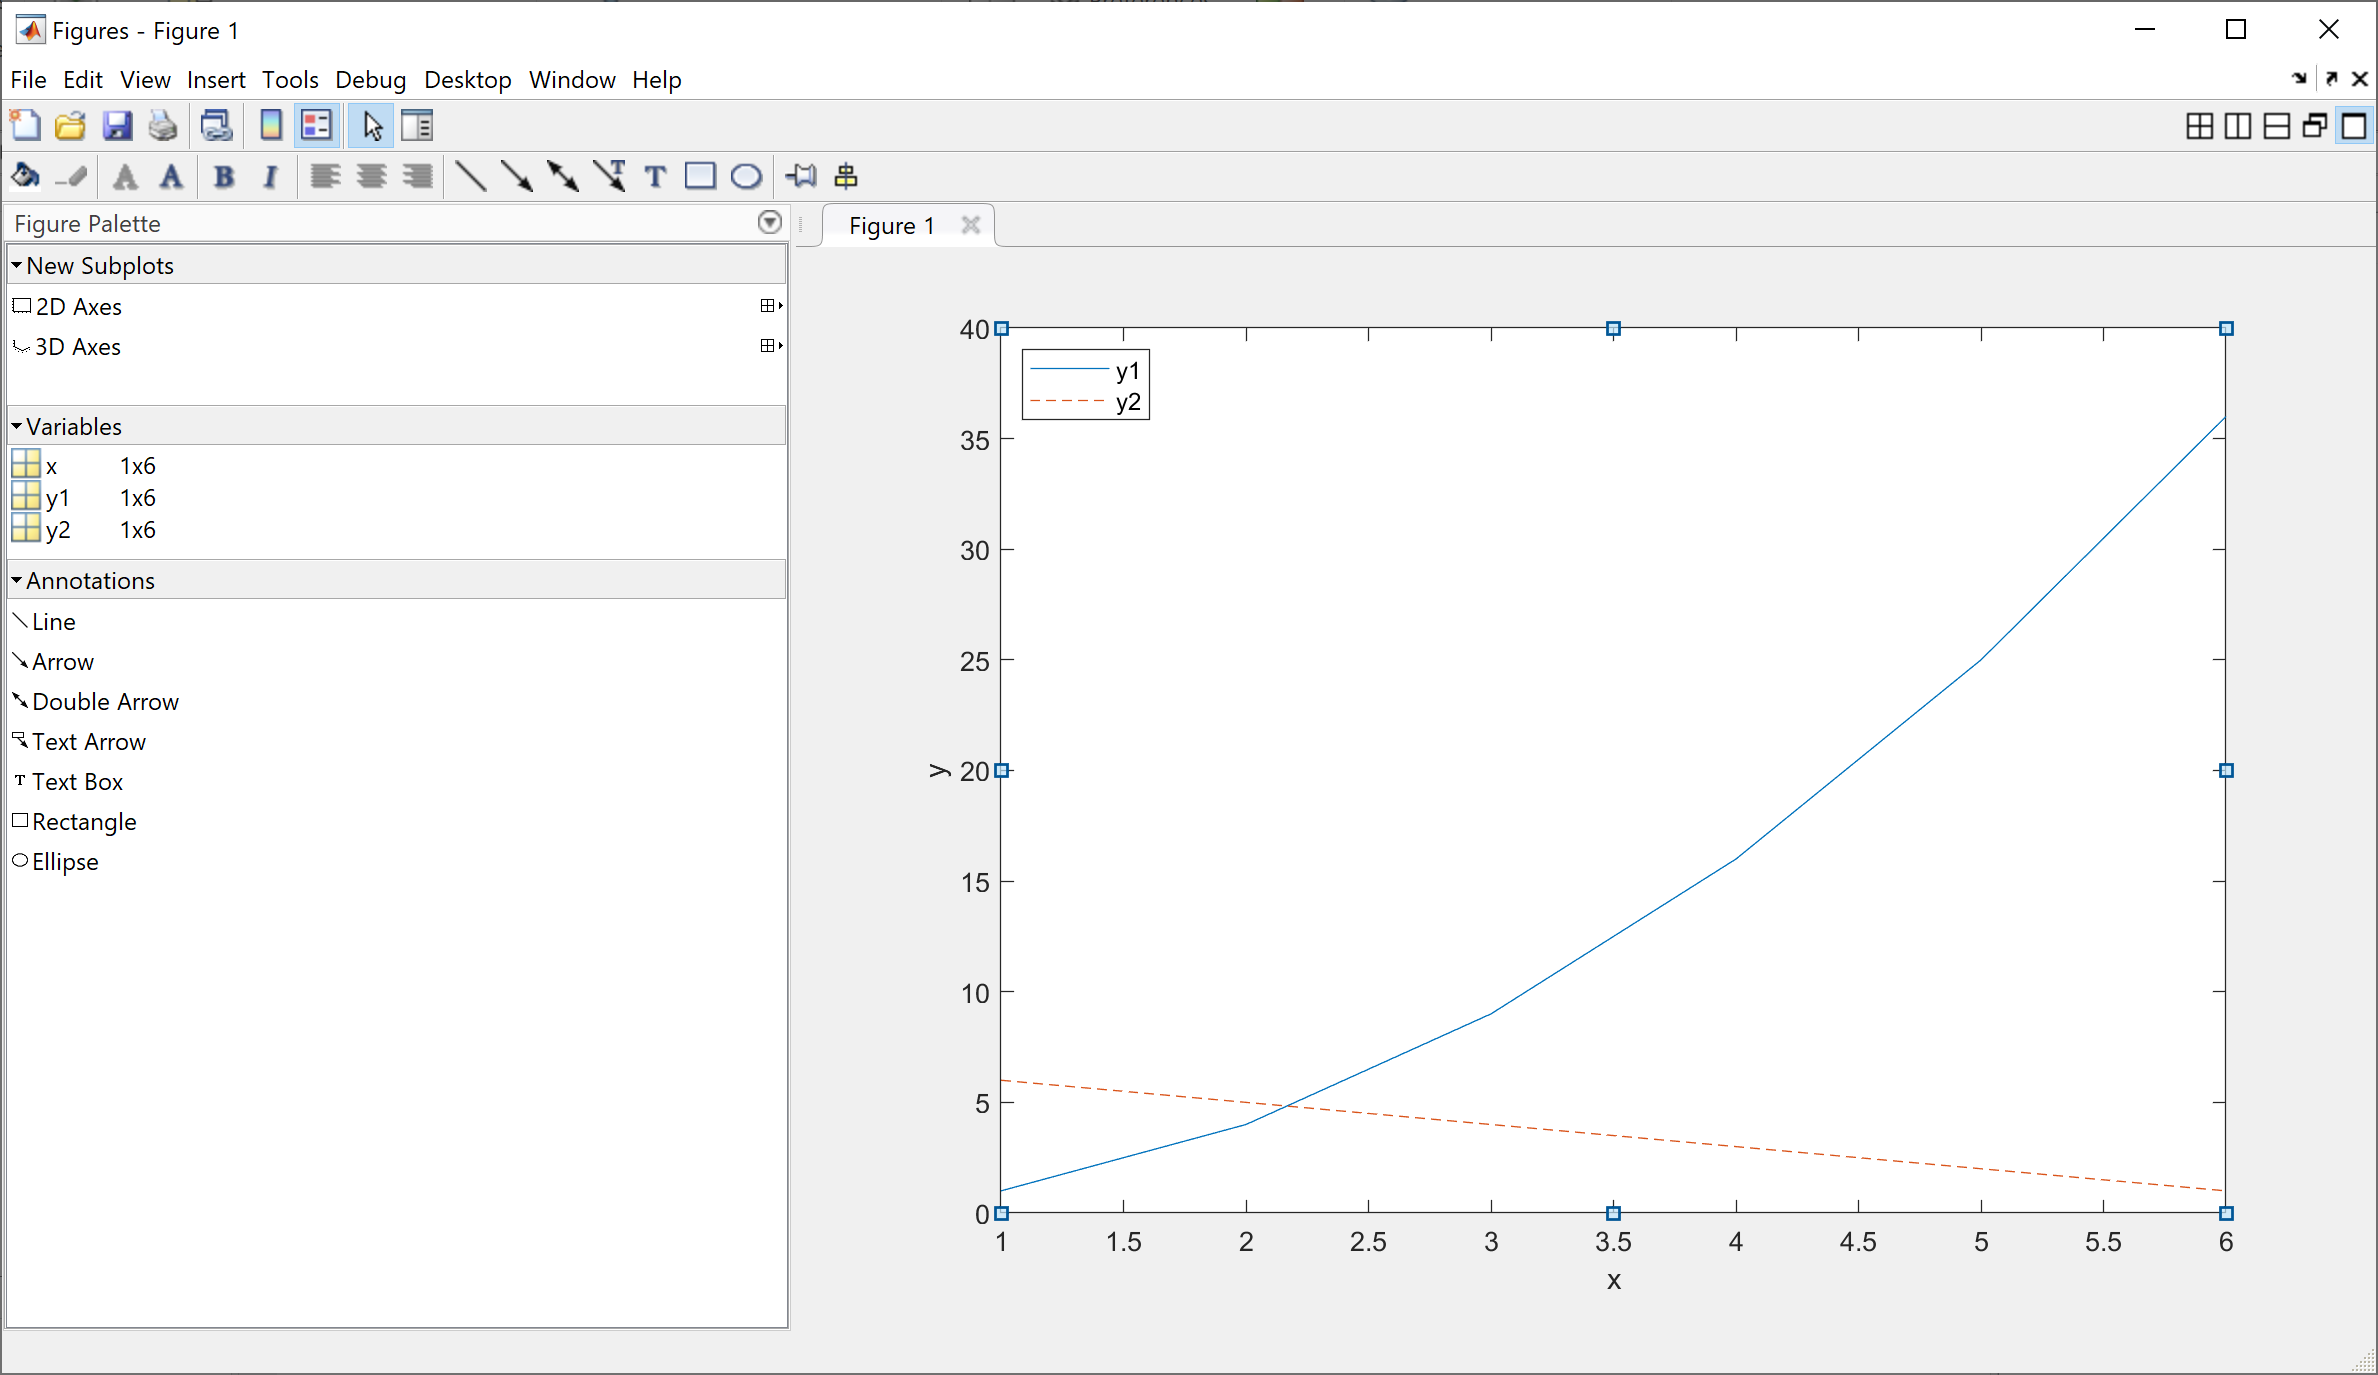 Figures - Figure 1
File Edit View Insert Tools Debug Desktop Window Help
Figure Palette
Figure 1
New Subplots
2D Axes
3D Axes
Variables
x 1x6
y1 1x6
y2 1x6
Annotations
Line
Arrow
Double Arrow
Text Arrow
T Text Box
Rectangle
Ellipse
40
35
30
25
20
15
10
5
0
y
y1
y2
1 1.5 2 2.5 3 3.5 4 4.5 5 5.5 6
x